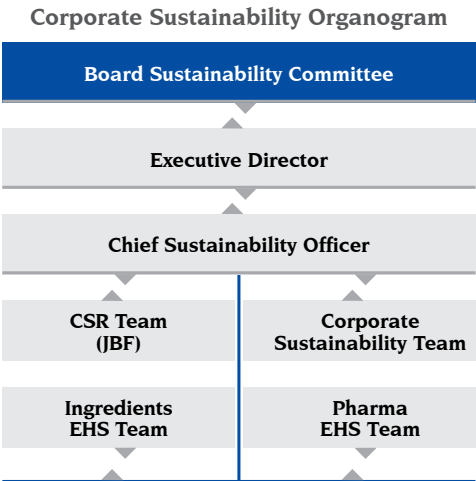 Corporate Sustainability Organogram
Board Sustainability Committee
Executive Director
Chief Sustainability Officer
CSR Team
(JBF)
Corporate
Sustainability Team
Ingredients
EHS Team
Pharma
EHS Team